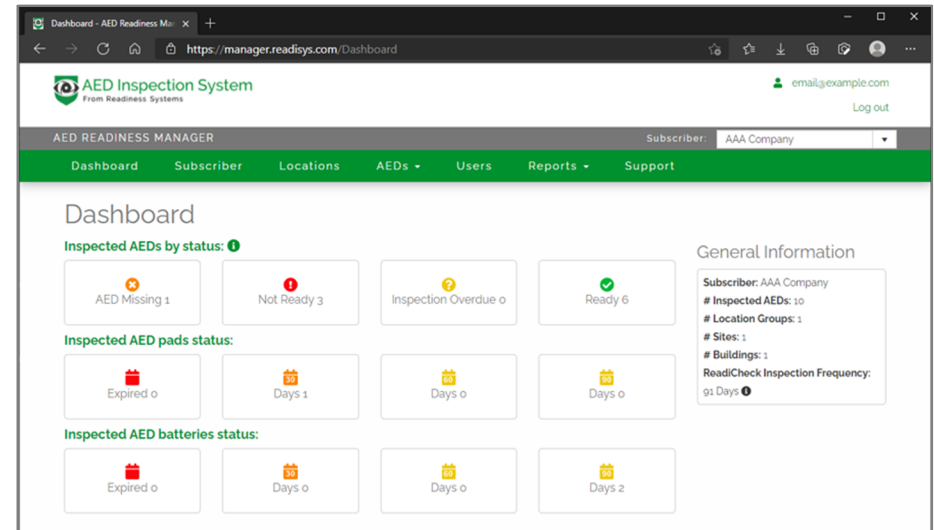 Dashboard - AED Readiness Ma
https://manager.readisys.com/Dashboard
AED Inspection System
From Readiness Systems
email@example.com
Log out
AED READINESS MANAGER
Subscriber: AAA Company
Dashboard Subscriber Locations AEDs Users Reports Support
Dashboard
Inspected AEDs by status:
AED Missing 1
Not Ready 3
Inspection Overdue 0
Ready 6
Inspected AED pads status:
Expired 0
30
Days 1
60
Days 0
90
Days 0
Inspected AED batteries status:
Expired 0
30
Days 0
60
Days 0
90
Days 2
General Information
Subscriber: AAA Company
# Inspected AEDs: 10
# Location Groups: 1
# Sites: 1
# Buildings: 1
ReadiCheck Inspection Frequency:
91 Days